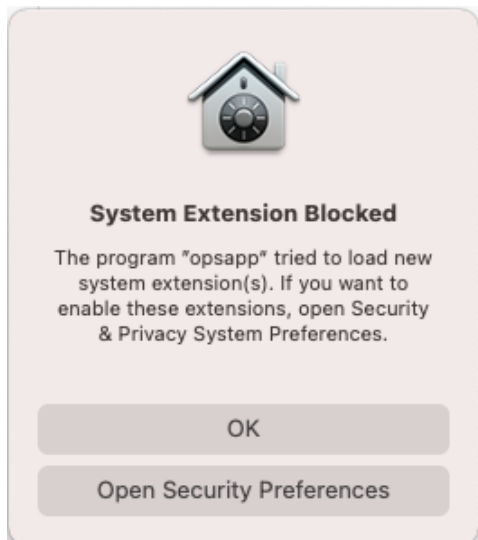 System Extension Blocked
The program "opsapp" tried to load new
system extension(s). If you want to
enable these extensions, open Security
& Privacy System Preferences.
OK
Open Security Preferences